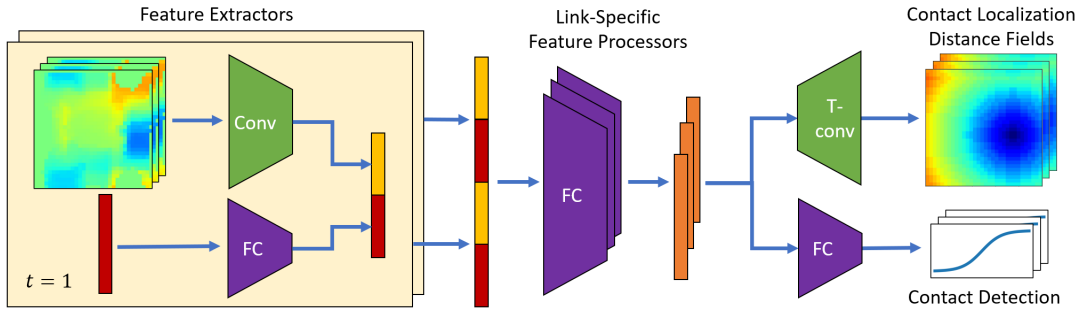 Feature Extractors
Conv
FC
t = 1
Link-Specific
Feature Processors
FC
T-
conv
FC
Contact Localization
Distance Fields
Contact Detection